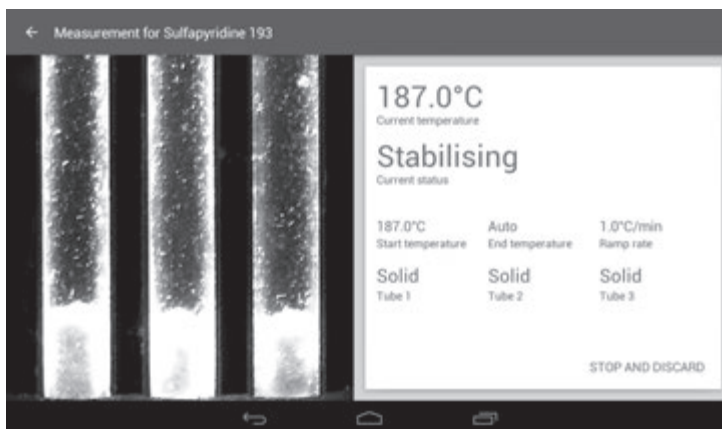 ← Measurement for Sulfapyridine 193
187.0°C
Current temperature
Stabilising
Current status
187.0°C Auto 1.0°C/min
Start temperature End temperature Ramp rate
Solid Solid Solid
Tube 1 Tube 2 Tube 3
STOP AND DISCARD